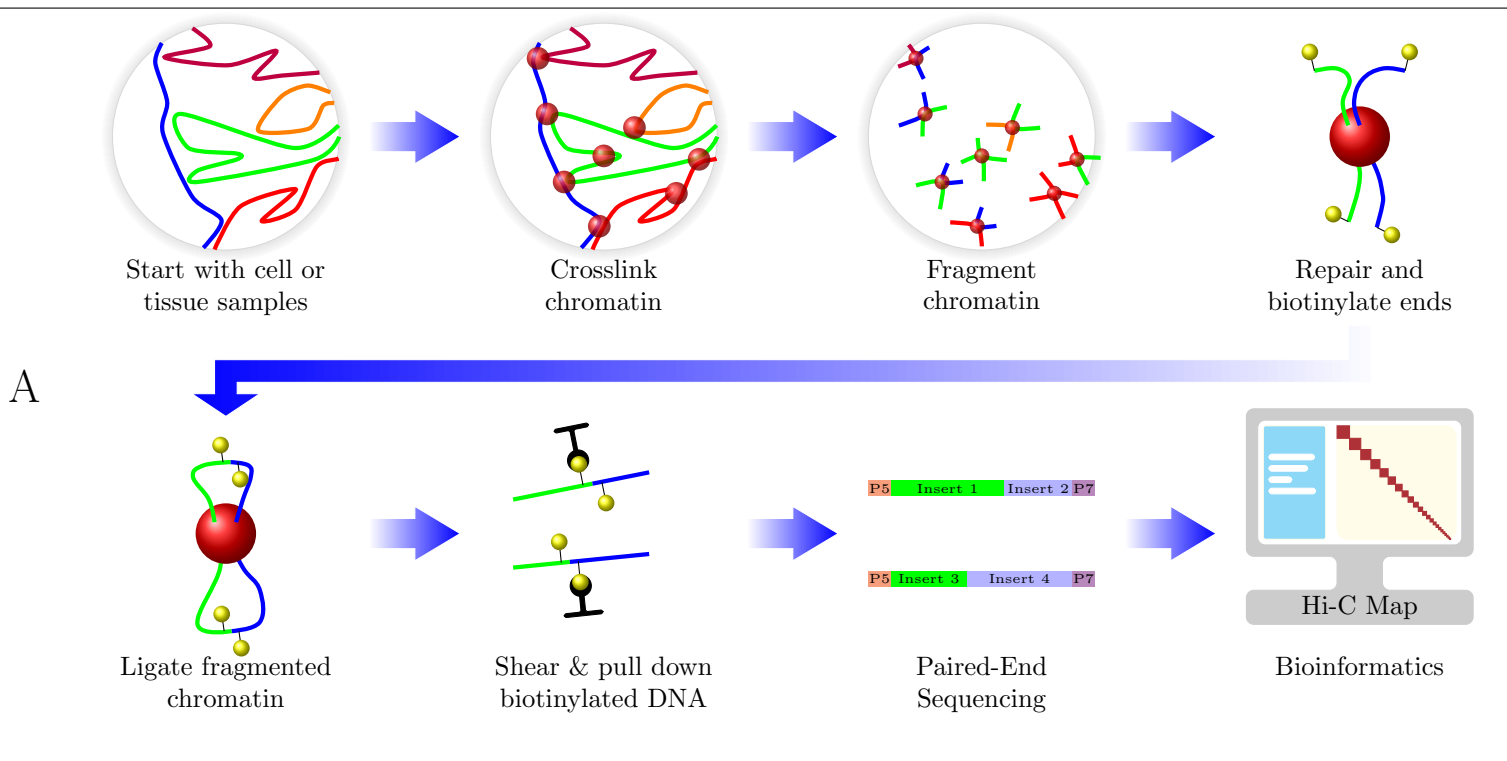 Start with cell or
tissue samples
Crosslink
chromatin
Fragment
chromatin
Repair and
biotinylate ends
A
P5 Insert 1 Insert 2 P7
P5 Insert 3 Insert 4 P7
Hi-C Map
Ligate fragmented
chromatin
Shear & pull down
biotinylated DNA
Paired-End
Sequencing
Bioinformatics